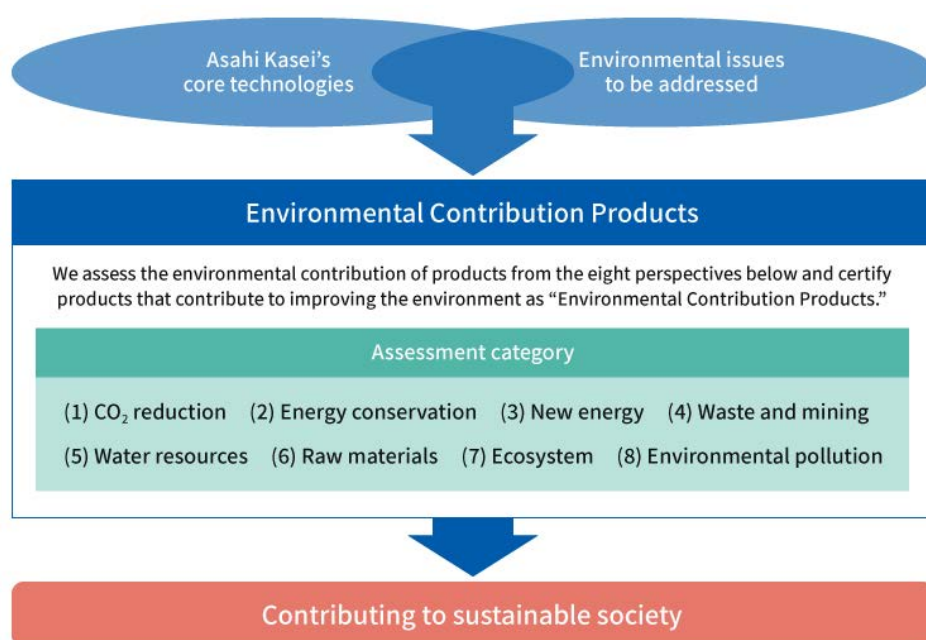 Asahi Kasei's
core technologies
Environmental issues
to be addressed
Environmental Contribution Products
We assess the environmental contribution of products from the eight perspectives below and certify
products that contribute to improving the environment as “Environmental Contribution Products.”
Assessment category
(1) CO₂ reduction (2) Energy conservation (3) New energy (4) Waste and mining
(5) Water resources (6) Raw materials (7) Ecosystem (8) Environmental pollution
Contributing to sustainable society